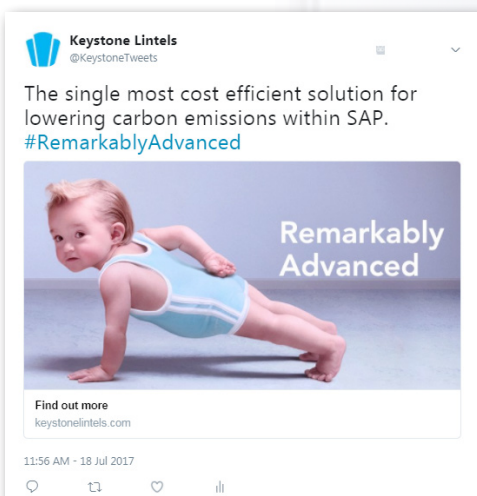 Keystone Lintels
@KeystoneTweets
The single most cost efficient solution for
lowering carbon emissions within SAP.
#RemarkablyAdvanced
Remarkably
Advanced
Find out more
keystonelintels.com
11:56 AM - 18 Jul 2017